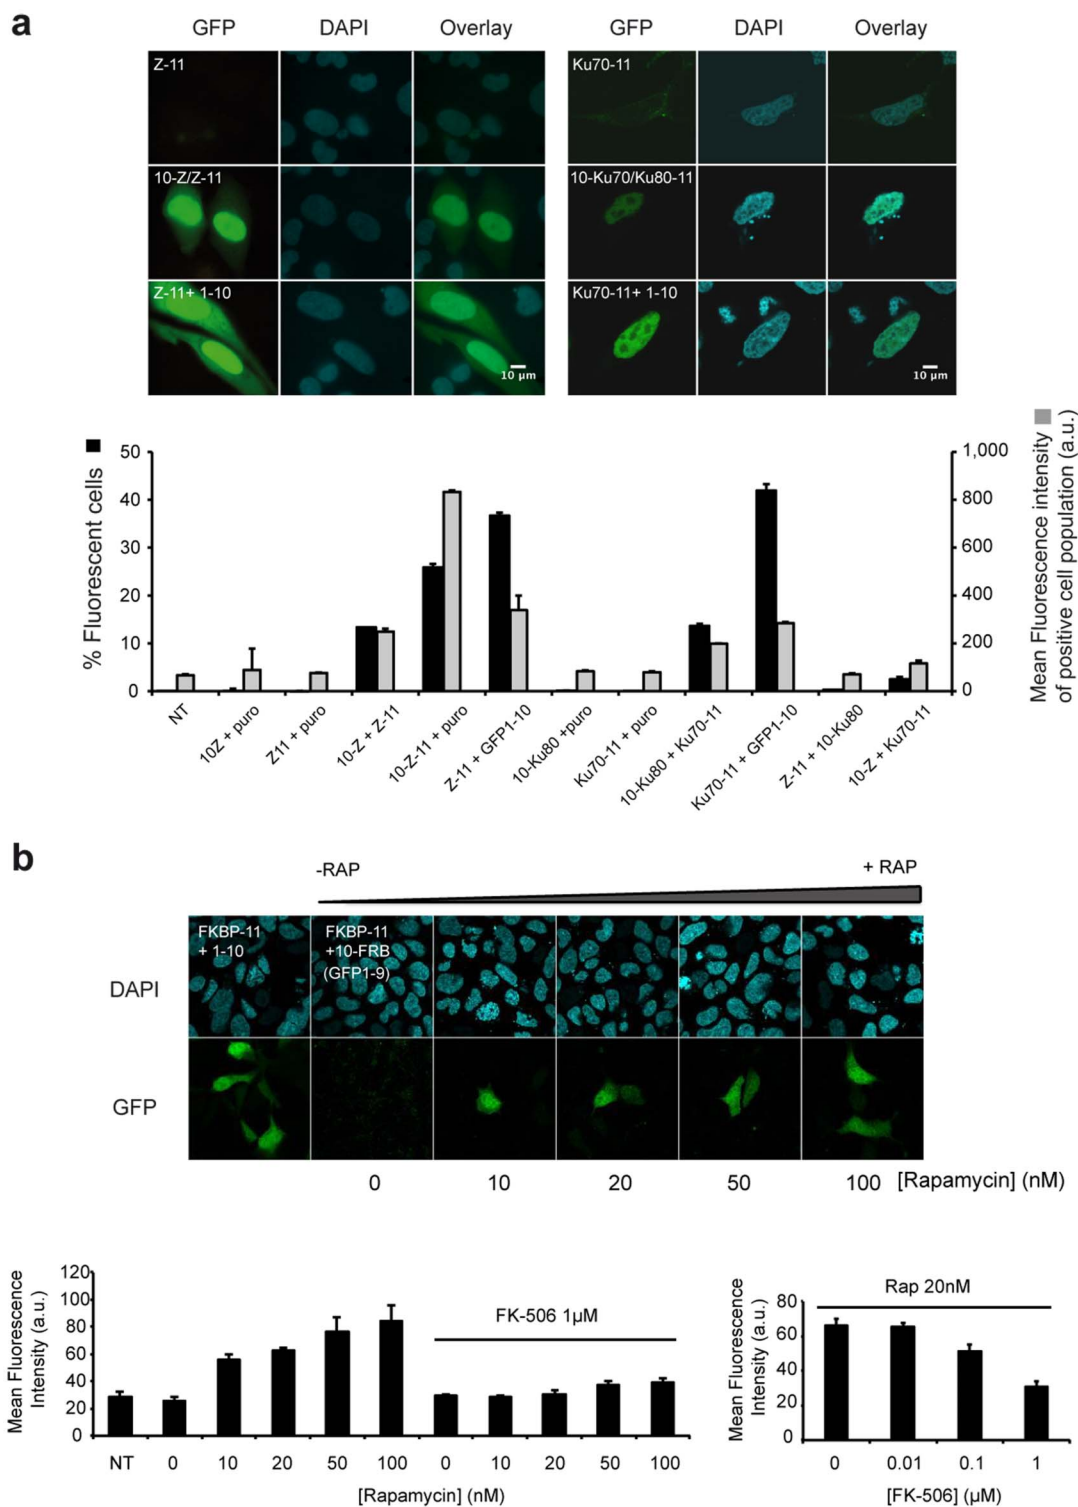 a
GFP DAPI Overlay GFP DAPI Overlay
Z-11 Ku70-11
10-Z/Z-11 10-Ku70/Ku80-11
Z-11+ 1-10 Ku70-11+ 1-10
10 µm 10 µm
% Fluorescent cells
50
40
30
20
10
0
Mean Fluorescence intensity
of positive cell population (a.u.)
1,000
800
600
400
200
0
NT
10Z + puro
Z11 + puro
10-Z + Z-11
10-Z-11 + puro
Z-11 + GFP1-10
10-Ku80 +puro
Ku70-11 + puro
10-Ku80 + Ku70-11
Ku70-11 + GFP1-10
Z-11 + 10-Ku80
10-Z + Ku70-11
b
-RAP + RAP
FKBP-11
+ 1-10
FKBP-11
+10-FRB
(GFP1-9)
DAPI
GFP
0 10 20 50 100 [Rapamycin] (nM)
Mean Fluorescence
Intensity (a.u.)
120
100
80
60
40
20
0
FK-506 1µM
NT 0 10 20 50 100 0 10 20 50 100
[Rapamycin] (nM)
Mean Fluorescence
Intensity (a.u.)
80
60
40
20
0
Rap 20nM
0 0.01 0.1 1
[FK-506] (µM)